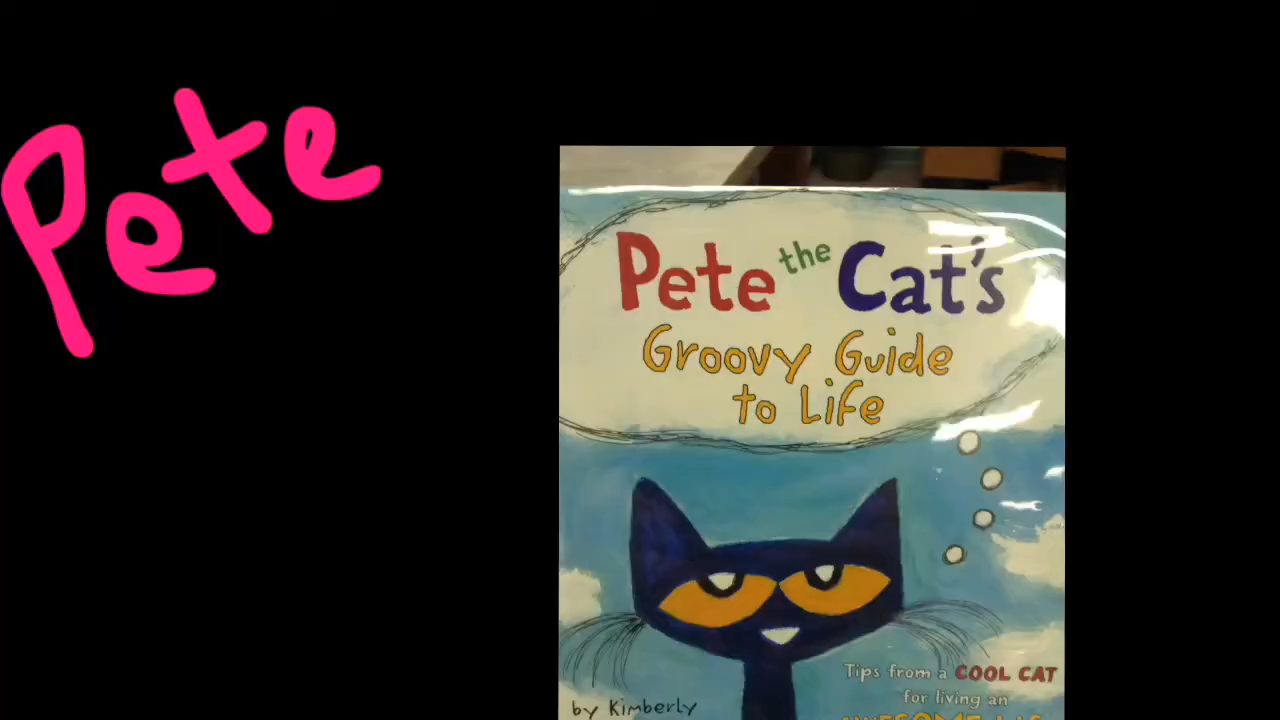 Pete
Pete the Cat's
Groovy Guide
to Life
Tips from a COOL CAT
for living an
by Kimberly